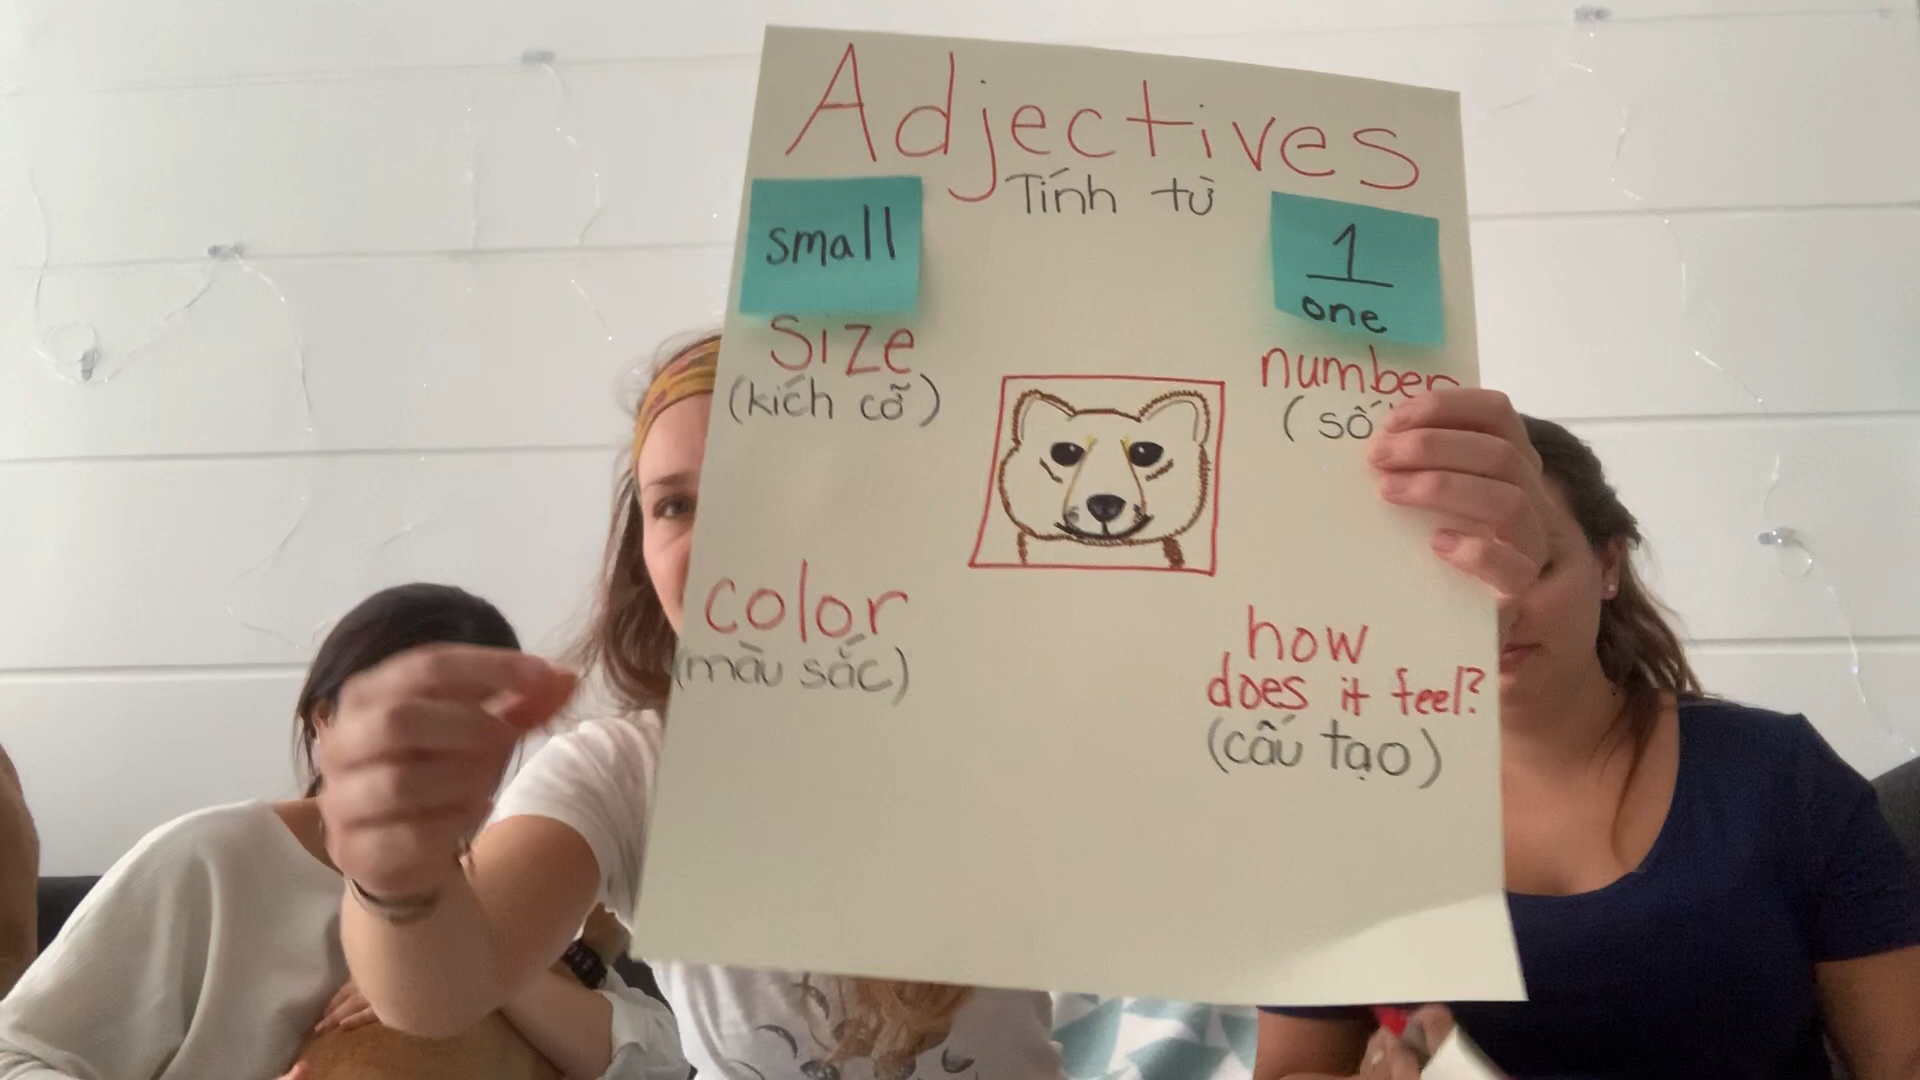 Adjectives
Tính từ
small
Size
(kích cỡ)
1
one
number
(số
color
(màu sắc)
how
does it feel?
(cấu tạo)